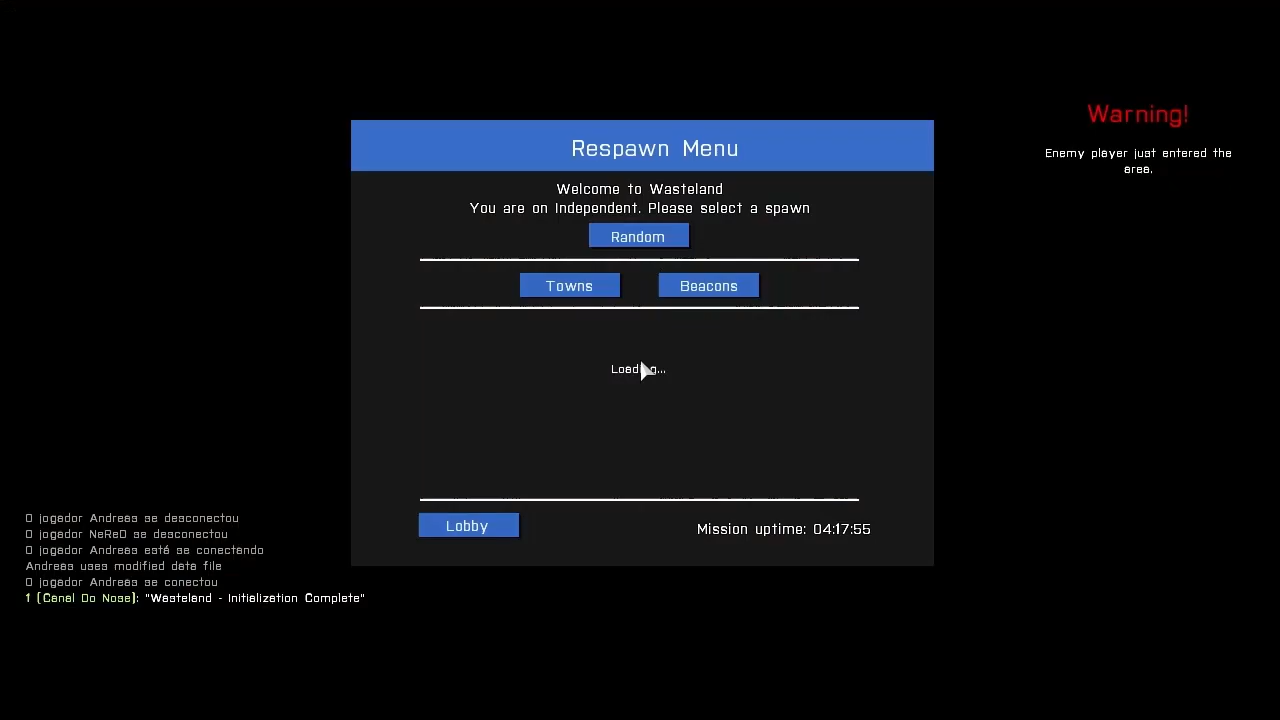 Warning!
Enemy player just entered the
area.
Respawn Menu
Welcome to Wasteland
You are on Independent. Please select a spawn
Random
Towns
Beacons
Loading...
Lobby
Mission uptime: 04:17:55
O jogador Andreas se desconectou
O jogador NeReO se desconectou
O jogador Andreas está se conectando
Andreas uses modified data file
O jogador Andreas se conectou
1 (Canal Do Nose): "Wasteland - Initialization Complete"